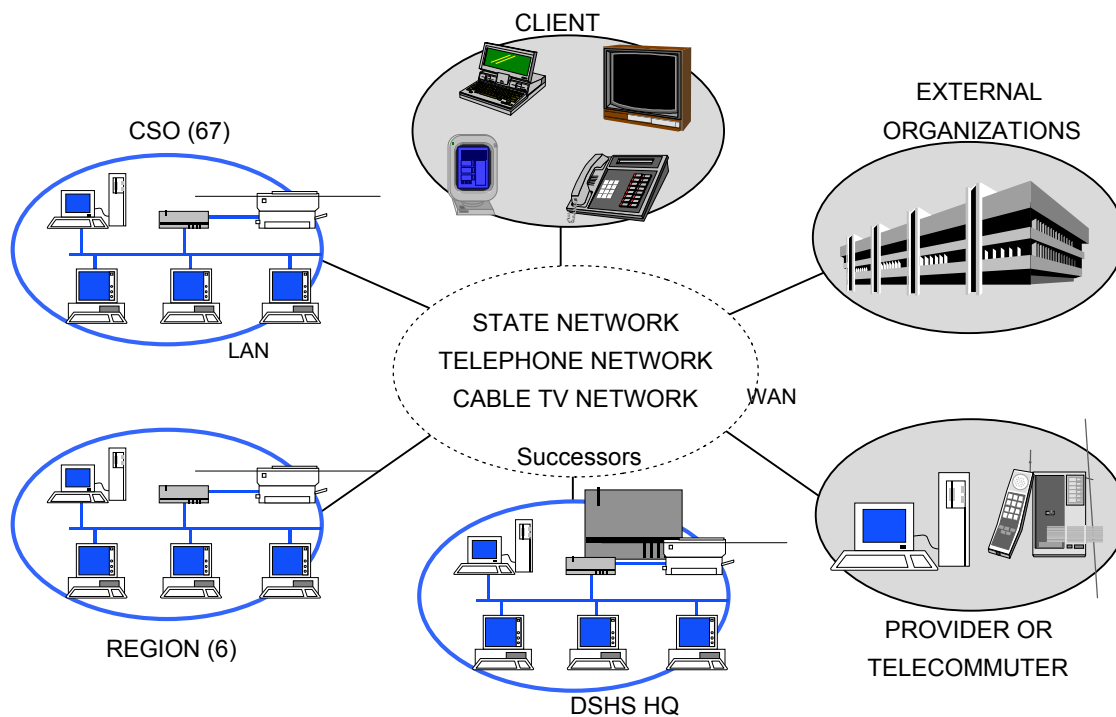 CLIENT
CSO (67)
EXTERNAL
ORGANIZATIONS
LAN
STATE NETWORK
TELEPHONE NETWORK
CABLE TV NETWORK
WAN
Successors
REGION (6)
DSHS HQ
PROVIDER OR
TELECOMMUTER